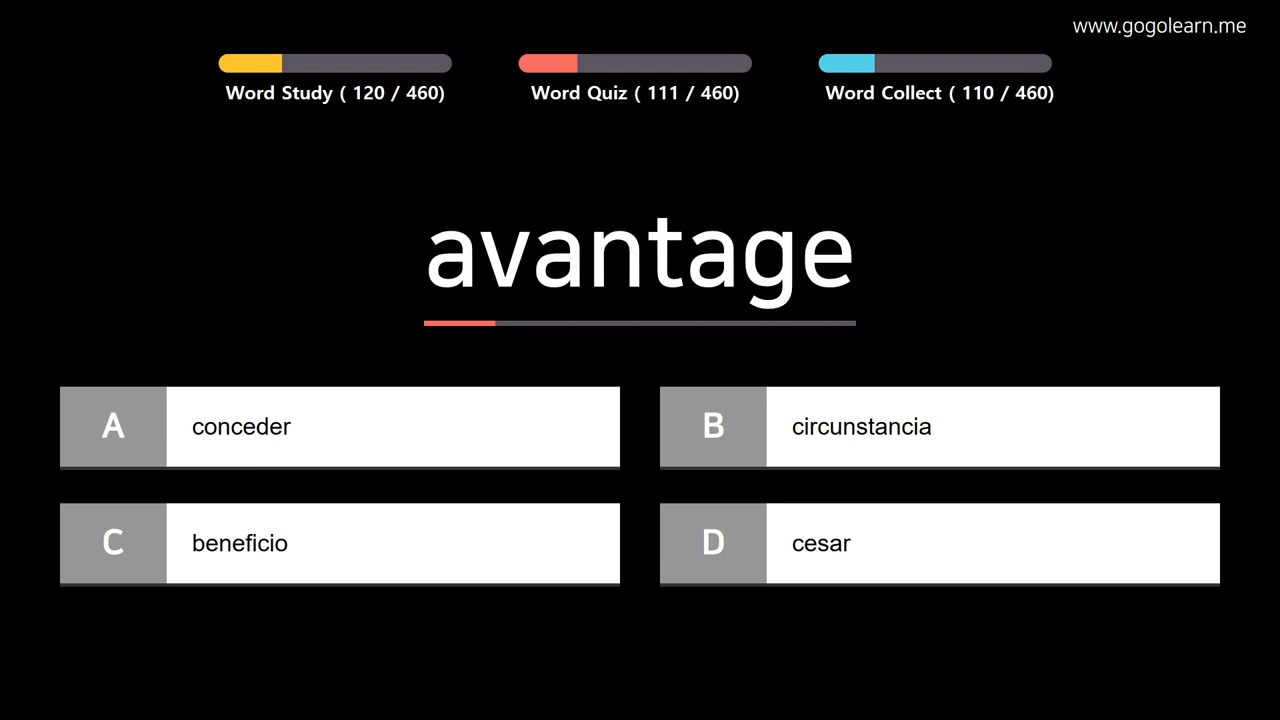 www.gogolearn.me
Word Study ( 120 / 460)
Word Quiz ( 111 / 460)
Word Collect ( 110 / 460)
avantage
A
conceder
B
circunstancia
C
beneficio
D
cesar